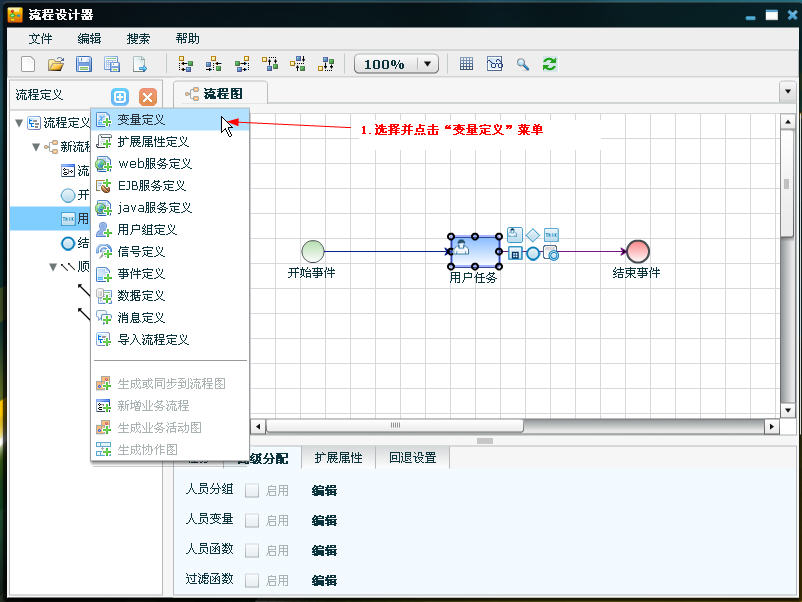 流程设计器
文件 编辑 搜索 帮助
100%
流程定义
流程图
流程定义
新流程
流
开
用
结
顺
变量定义
扩展属性定义
web服务定义
EJB服务定义
java服务定义
用户组定义
信号定义
事件定义
数据定义
消息定义
导入流程定义
生成或同步到流程图
新增业务流程
生成业务活动图
生成协作图
1.选择并点击“变量定义”菜单
开始事件
用户任务
结束事件
高级分配 扩展属性 回退设置
人员分组 启用 编辑
人员变量 启用 编辑
人员函数 启用 编辑
过滤函数 启用 编辑